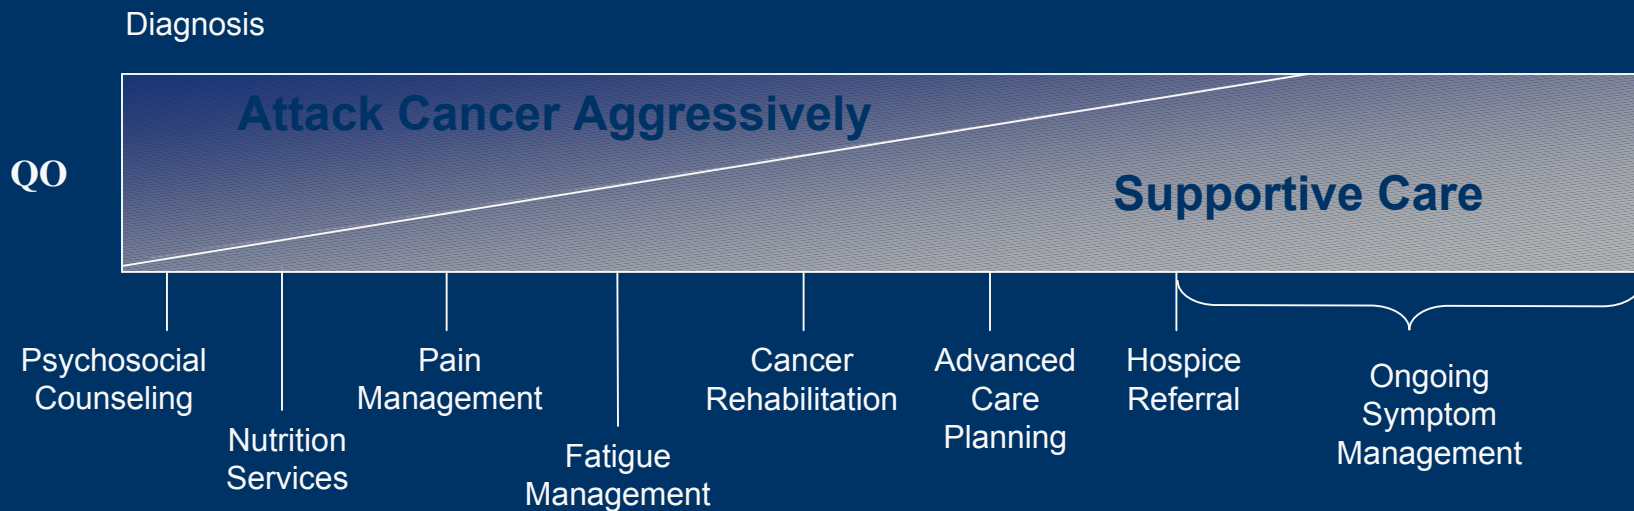 Diagnosis
Attack Cancer Aggressively
QO
Supportive Care
Psychosocial
Counseling
Nutrition
Services
Pain
Management
Fatigue
Management
Cancer
Rehabilitation
Advanced
Care
Planning
Hospice
Referral
Ongoing
Symptom
Management